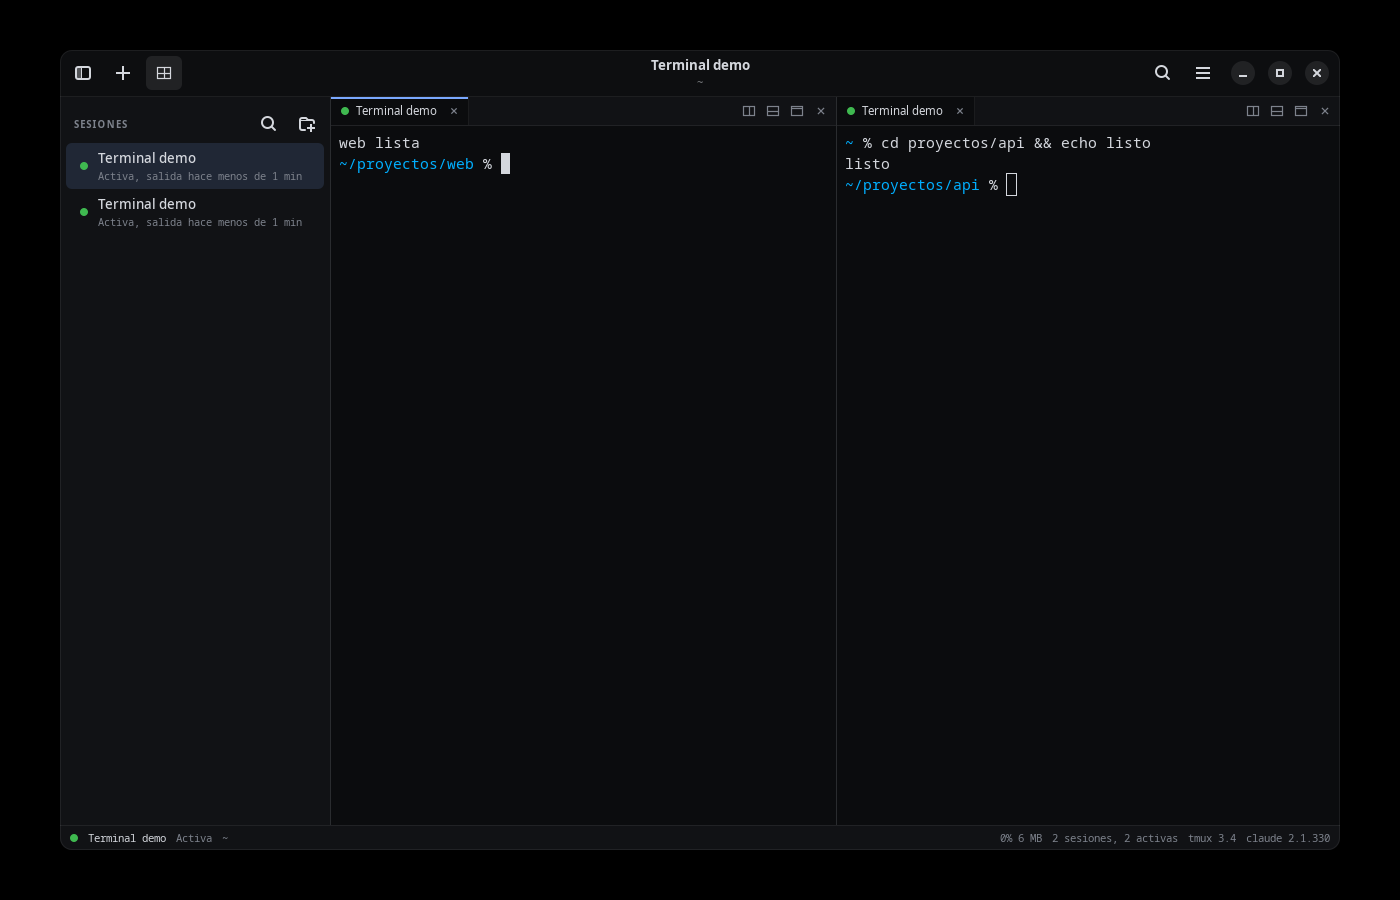 Terminal demo
~
SESIONES
Terminal demo
Activa, salida hace menos de 1 min
Terminal demo
Activa, salida hace menos de 1 min
Terminal demo ×
web lista
~/proyectos/web %
Terminal demo ×
~ % cd proyectos/api && echo listo
listo
~/proyectos/api %
Terminal demo Activa ~
0% 6 MB 2 sesiones, 2 activas tmux 3.4 claude 2.1.330